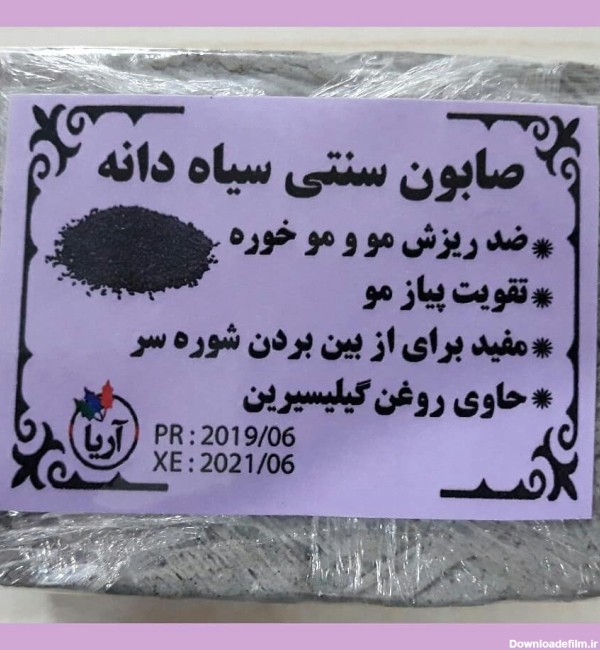 صابون سنتی سیاه دانه
* ضد ریزش مو و مو خوره
* تقویت پیاز مو
* مفید برای از بین بردن شوره سر
* حاوی روغن گیلیسیرین
آریا
PR : 2019/06
XE : 2021/06
Downloadefilm.ir